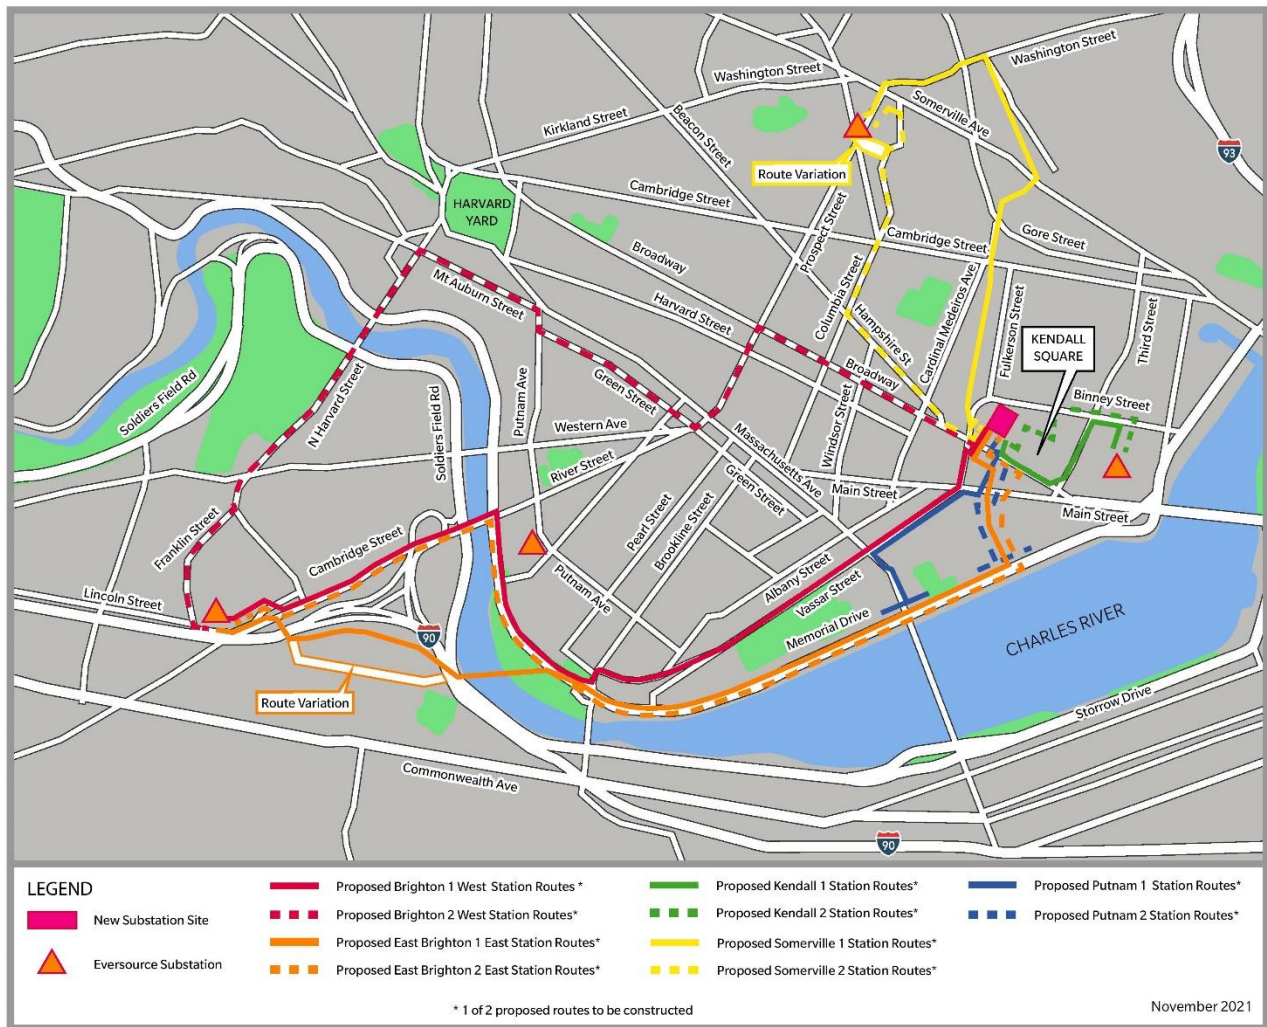 Washington Street
Washington Street
Somerville Ave
Beacon Street
Kirkland Street
93
Route Variation
Cambridge Street
HARVARD
YARD
Prospect Street
Cambridge Street
Gore Street
Broadway
Columbia Street
Cardinal Medeiros Ave
Mt Auburn Street
Harvard Street
Hampshire St
Fulkerson Street
Third Street
KENDALL
SQUARE
Soldiers Field Rd
N Harvard Street
Putnam Ave
Green Street
Broadway
Binney Street
Soldiers Field Rd
Western Ave
River Street
Massachusetts Ave
Windsor Street
Green Street
Main Street
Main Street
Franklin Street
Cambridge Street
Pearl Street
Brookline Street
Albany Street
Vassar Street
Putnam Ave
Memorial Drive
Lincoln Street
90
CHARLES RIVER
Route Variation
Storrow Drive
Commonwealth Ave
90
LEGEND
New Substation Site
Eversource Substation
Proposed Brighton 1 West Station Routes *
Proposed Brighton 2 West Station Routes*
Proposed East Brighton 1 East Station Routes*
Proposed East Brighton 2 East Station Routes*
Proposed Kendall 1 Station Routes*
Proposed Kendall 2 Station Routes*
Proposed Somerville 1 Station Routes*
Proposed Somerville 2 Station Routes*
Proposed Putnam 1 Station Routes*
Proposed Putnam 2 Station Routes*
* 1 of 2 proposed routes to be constructed
November 2021